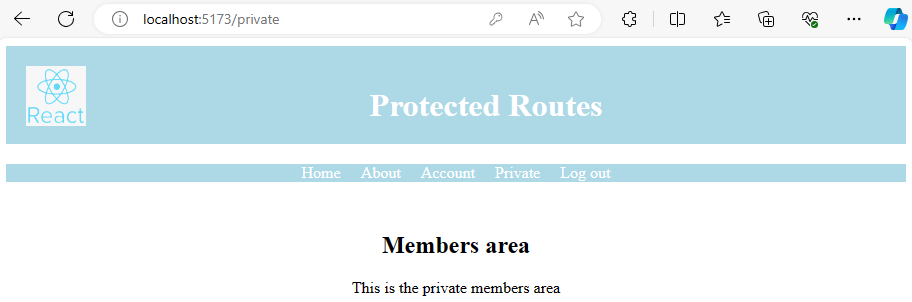 localhost:5173/private
React
Protected Routes
Home About Account Private Log out
Members area
This is the private members area